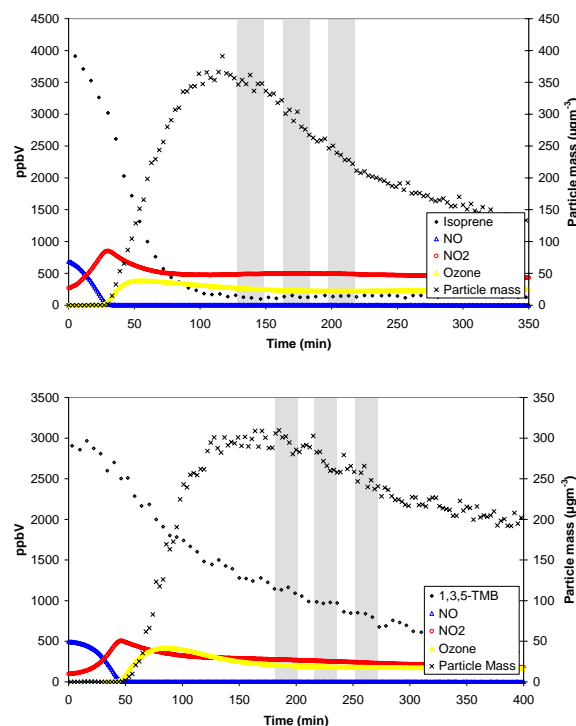 4500 450
4000 400
3500 350
3000 300
2500 250
2000 200
1500 150
1000 100
500 50
0 0
ppbV
Particle mass (µgm-3)
Isoprene
NO
NO2
Ozone
Particle mass
0 50 100 150 200 250 300 350
Time (min)
3500 350
3000 300
2500 250
2000 200
1500 150
1000 100
500 50
0 0
ppbV
Particle mass (µgm-3)
1,3,5-TMB
NO
NO2
Ozone
Particle Mass
0 50 100 150 200 250 300 350 400
Time (min)